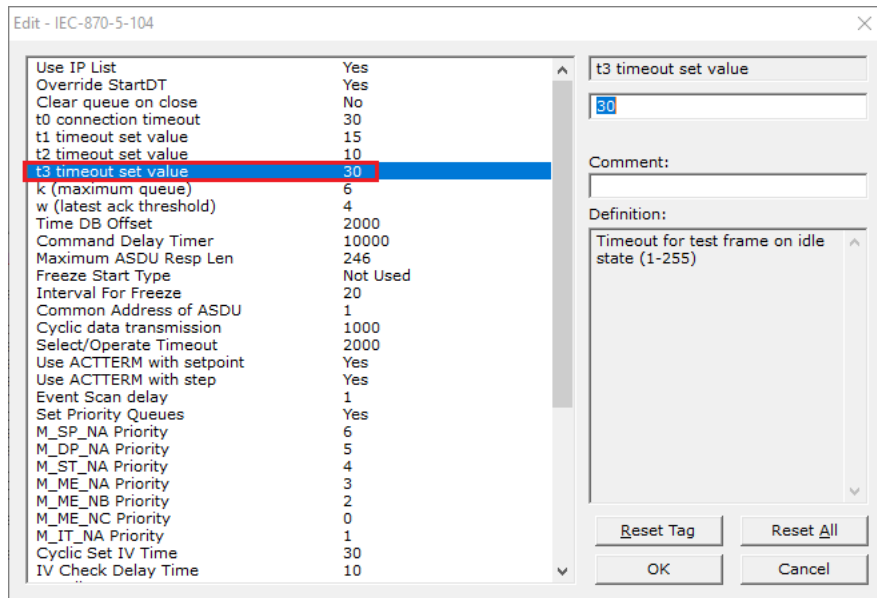 Edit - IEC-870-5-104
Use IP List Yes
Override StartDT Yes
Clear queue on close No
t0 connection timeout 30
t1 timeout set value 15
t2 timeout set value 10
t3 timeout set value 30
k (maximum queue) 6
w (latest ack threshold) 4
Time DB Offset 2000
Command Delay Timer 10000
Maximum ASDU Resp Len 246
Freeze Start Type Not Used
Interval For Freeze 20
Common Address of ASDU 1
Cyclic data transmission 1000
Select/Operate Timeout 2000
Use ACTTERM with setpoint Yes
Use ACTTERM with step Yes
Event Scan delay 1
Set Priority Queues Yes
M_SP_NA Priority 6
M_DP_NA Priority 5
M_ST_NA Priority 4
M_ME_NA Priority 3
M_ME_NB Priority 2
M_ME_NC Priority 0
M_IT_NA Priority 1
Cyclic Set IV Time 30
IV Check Delay Time 10
t3 timeout set value
30
Comment:
Definition:
Timeout for test frame on idle
state (1-255)
Reset Tag Reset All
OK Cancel